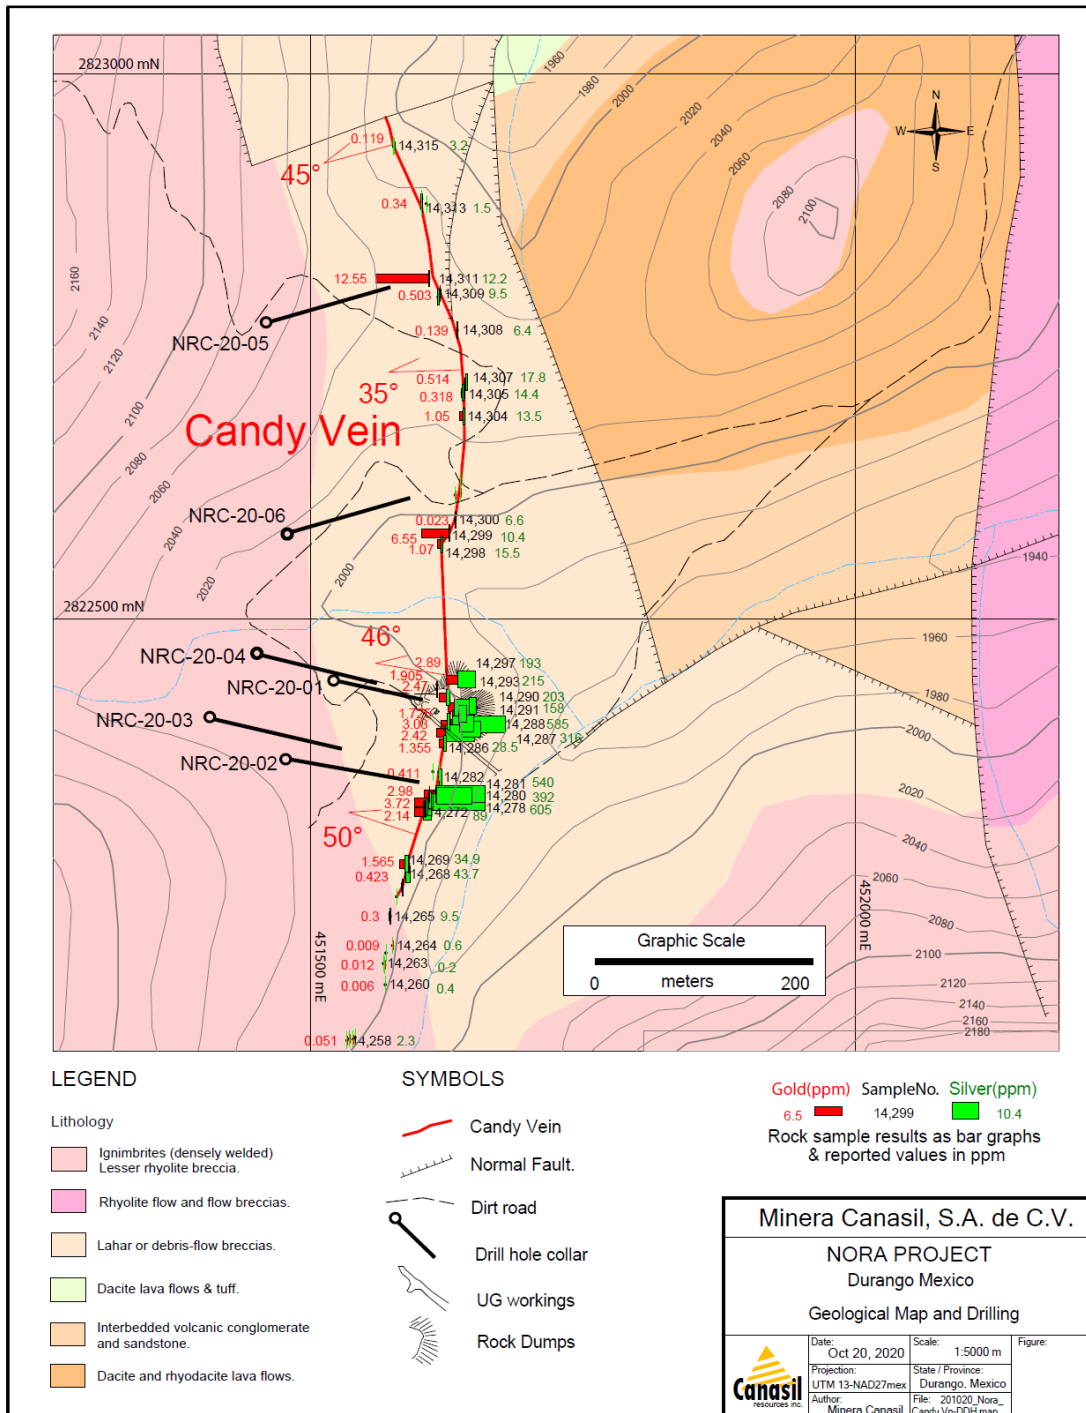 2823000 mN
1960
1980
2000
2020
2040
2060
2080
2100
N
W E
S
0.119 14,315 3.2
45°
0.34 14,313 1.5
2160
2140
2120
2100
2080
2060
2040
2020
12.55 14,311 12.2
0.503 14,309 9.5
NRC-20-05
0.139 14,308 6.4
0.514 14,307 17.8
35° 0.318 14,305 14.4
1.05 14,304 13.5
Candy Vein
NRC-20-06
0.023 14,300 6.6
6.55 14,299 10.4
1.07 14,298 15.5
1940
2000
2822500 mN
46°
1960
NRC-20-04
2.89 14,297 193
1.905 14,293 215
NRC-20-01
2.47 14,290 203
14,291 158
1980
NRC-20-03
3.03 14,288 585
2.42 14,287 316
1.355 14,286 28.5
2000
NRC-20-02
0.411 14,282
14,281 540
2.98 14,280 392
3.72 14,278 605
2.14 14,272 89
2020
50°
2040
1.565 14,269 34.9
0.423 14,268 43.7
2060
0.3 14,265 9.5
2080
451500 mE
452000 mE
0.009 14,264 0.6
0.012 14,263 0.2
0.006 14,260 0.4
2100
2120
2140
2160
2180
Graphic Scale
0 meters 200
0.051 14,258 2.3
LEGEND
Lithology
Ignimbrites (densely welded)
Lesser rhyolite breccia.
Rhyolite flow and flow breccias.
Lahar or debris-flow breccias.
Dacite lava flows & tuff.
Interbedded volcanic conglomerate
and sandstone.
Dacite and rhyodacite lava flows.
SYMBOLS
Candy Vein
Normal Fault.
Dirt road
Drill hole collar
UG workings
Rock Dumps
Gold(ppm) SampleNo. Silver(ppm)
6.5 14,299 10.4
Rock sample results as bar graphs
& reported values in ppm
Minera Canasil, S.A. de C.V.
NORA PROJECT
Durango Mexico
Geological Map and Drilling
Canasil
resources inc.
Date:
Oct 20, 2020
Scale:
1:5000 m
Figure:
Projection:
UTM 13-NAD27mex
State / Province:
Durango, Mexico
Author:
Minera Canasil
File: 201020_Nora_
Candy Vn-DDH map